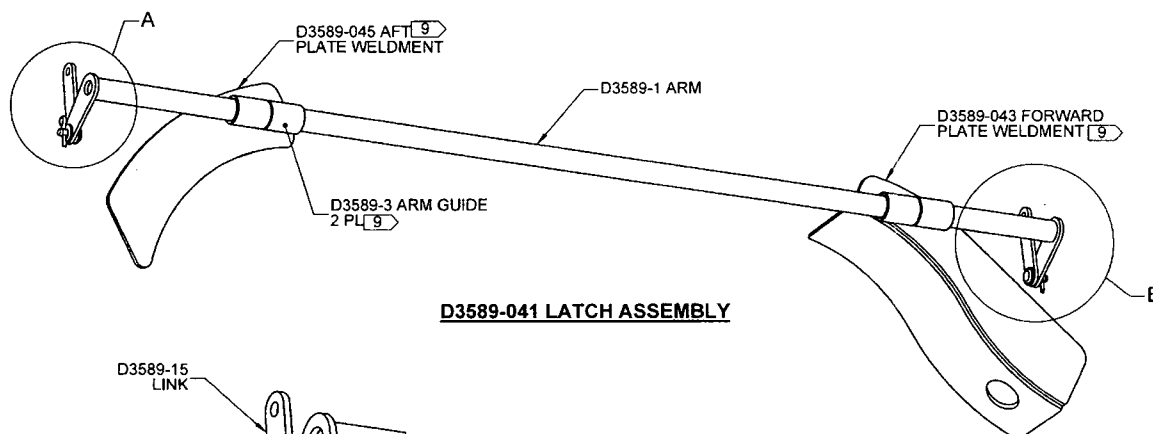 A
D3589-045 AFT 9
PLATE WELDMENT
D3589-1 ARM
D3589-043 FORWARD
PLATE WELDMENT 9
D3589-3 ARM GUIDE
2 PL 9
D3589-041 LATCH ASSEMBLY
D3589-15
LINK